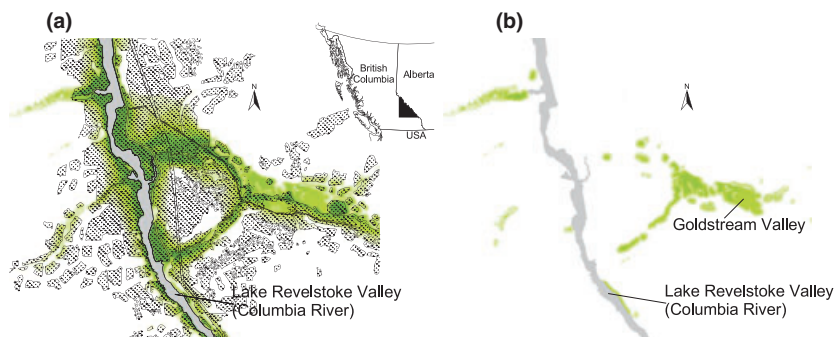 (a)
British
Columbia
Alberta
N
USA
Lake Revelstoke Valley
(Columbia River)
(b)
N
Goldstream Valley
Lake Revelstoke Valley
(Columbia River)